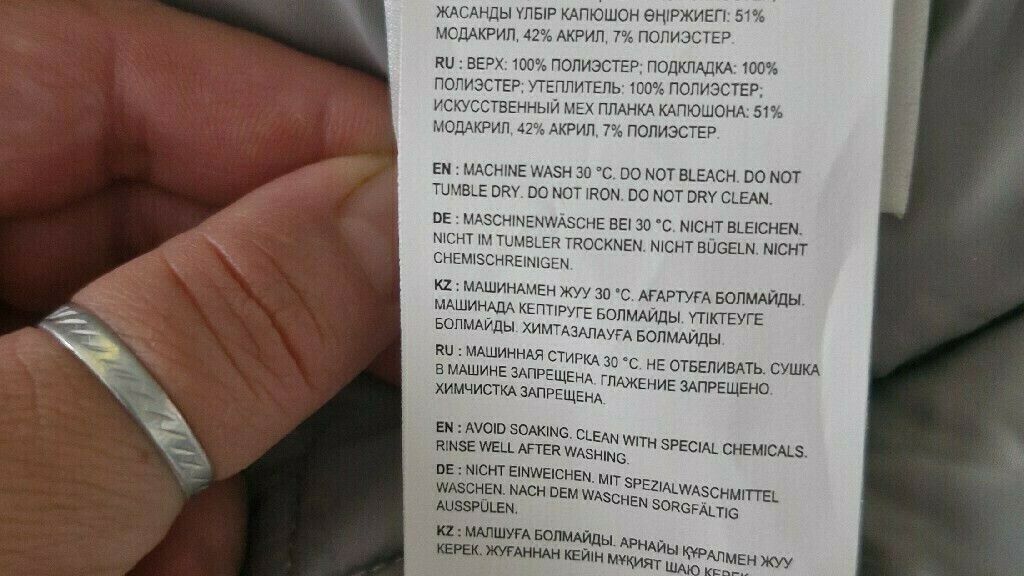 ЖАСАНДЫ ҮЛБІР КАПЮШОН ӨҢІРЖИЕГІ: 51%
МОДАКРИЛ, 42% АКРИЛ, 7% ПОЛИЭСТЕР.
RU : ВЕРХ: 100% ПОЛИЭСТЕР; ПОДКЛАДКА: 100%
ПОЛИЭСТЕР; УТЕПЛИТЕЛЬ: 100% ПОЛИЭСТЕР;
ИСКУССТВЕННЫЙ МЕХ ПЛАНКА КАПЮШОНА: 51%
МОДАКРИЛ, 42% АКРИЛ, 7% ПОЛИЭСТЕР.
EN : MACHINE WASH 30 °C. DO NOT BLEACH. DO NOT
TUMBLE DRY. DO NOT IRON. DO NOT DRY CLEAN.
DE : MASCHINENWÄSCHE BEI 30 °C. NICHT BLEICHEN.
NICHT IM TUMBLER TROCKNEN. NICHT BÜGELN. NICHT
CHEMISCHREINIGEN.
KZ : МАШИНАМЕН ЖУУ 30 °C. АҒАРТУҒА БОЛМАЙДЫ.
МАШИНАДА КЕПТІРУГЕ БОЛМАЙДЫ. ҮТІКТЕУГЕ
БОЛМАЙДЫ. ХИМТАЗАЛАУҒА БОЛМАЙДЫ.
RU : МАШИННАЯ СТИРКА 30 °C. НЕ ОТБЕЛИВАТЬ. СУШКА
В МАШИНЕ ЗАПРЕЩЕНА. ГЛАЖЕНИЕ ЗАПРЕЩЕНО.
ХИМЧИСТКА ЗАПРЕЩЕНА.
EN : AVOID SOAKING. CLEAN WITH SPECIAL CHEMICALS.
RINSE WELL AFTER WASHING.
DE : NICHT EINWEICHEN. MIT SPEZIALWASCHMITTEL
WASCHEN. NACH DEM WASCHEN SORGFÄLTIG
AUSSPÜLEN.
KZ : МАЛШУҒА БОЛМАЙДЫ. АРНАЙЫ ҚҰРАЛМЕН ЖУУ
КЕРЕК. ЖУҒАННАН КЕЙІН МҰҚИЯТ ШАЮ КЕРЕК.